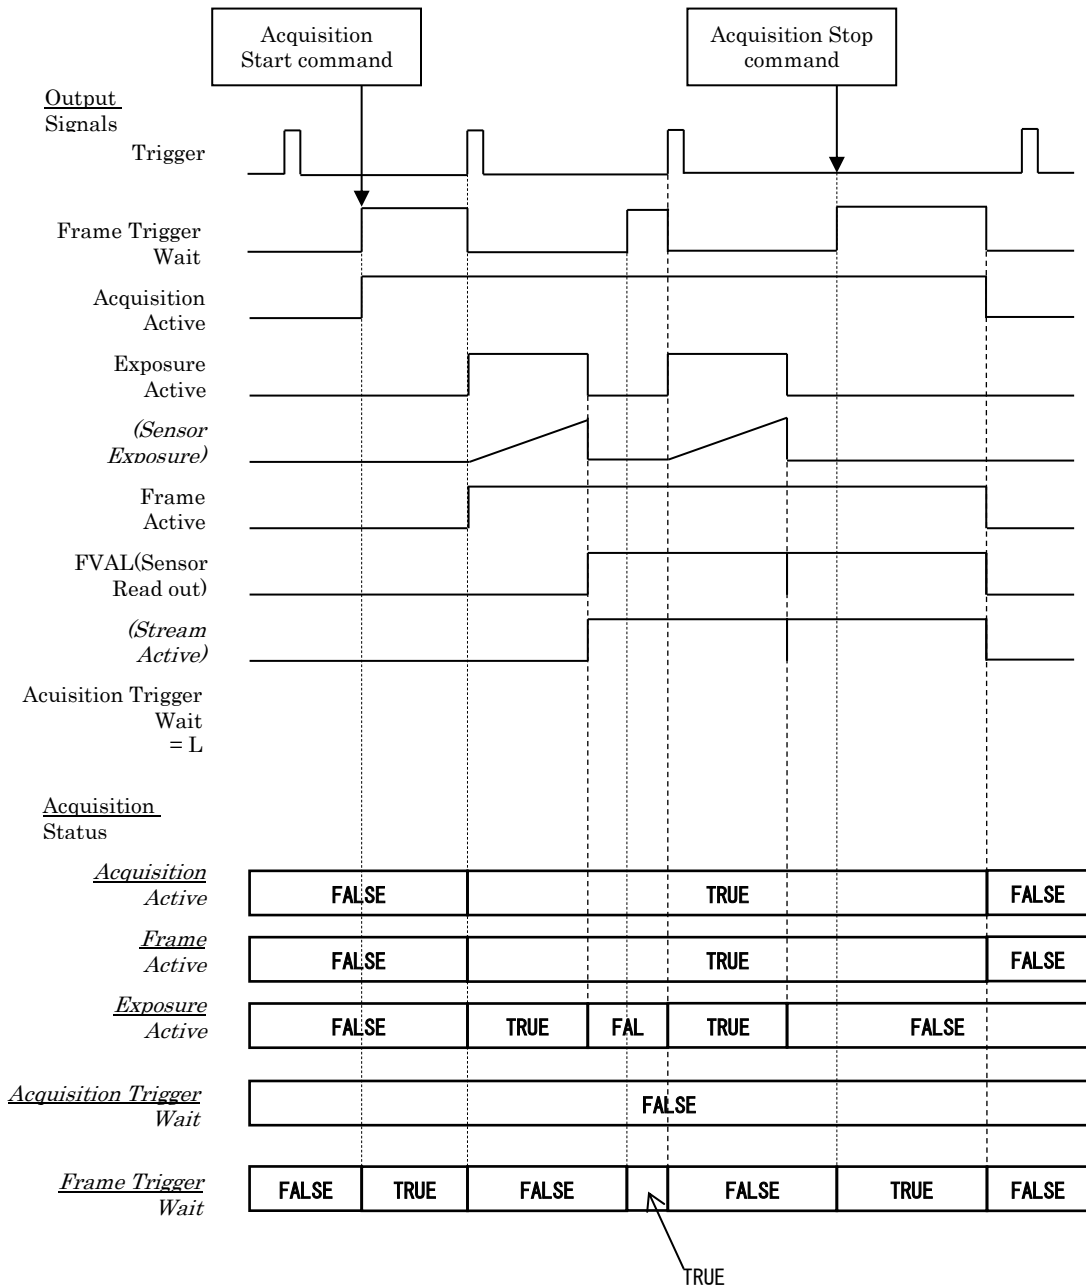 Acquisition
Start command
Acquisition Stop
command
Output
Signals
Trigger
Frame Trigger
Wait
Acquisition
Active
Exposure
Active
(Sensor
Exposure)
Frame
Active
FVAL(Sensor
Read out)
(Stream
Active)
Acuisition Trigger
Wait
= L
Acquisition
Status
Acquisition
Active
FALSE TRUE FALSE
Frame
Active
FALSE TRUE FALSE
Exposure
Active
FALSE TRUE FAL TRUE FALSE
Acquisition Trigger
Wait
FALSE
Frame Trigger
Wait
FALSE TRUE FALSE FALSE TRUE FALSE
TRUE